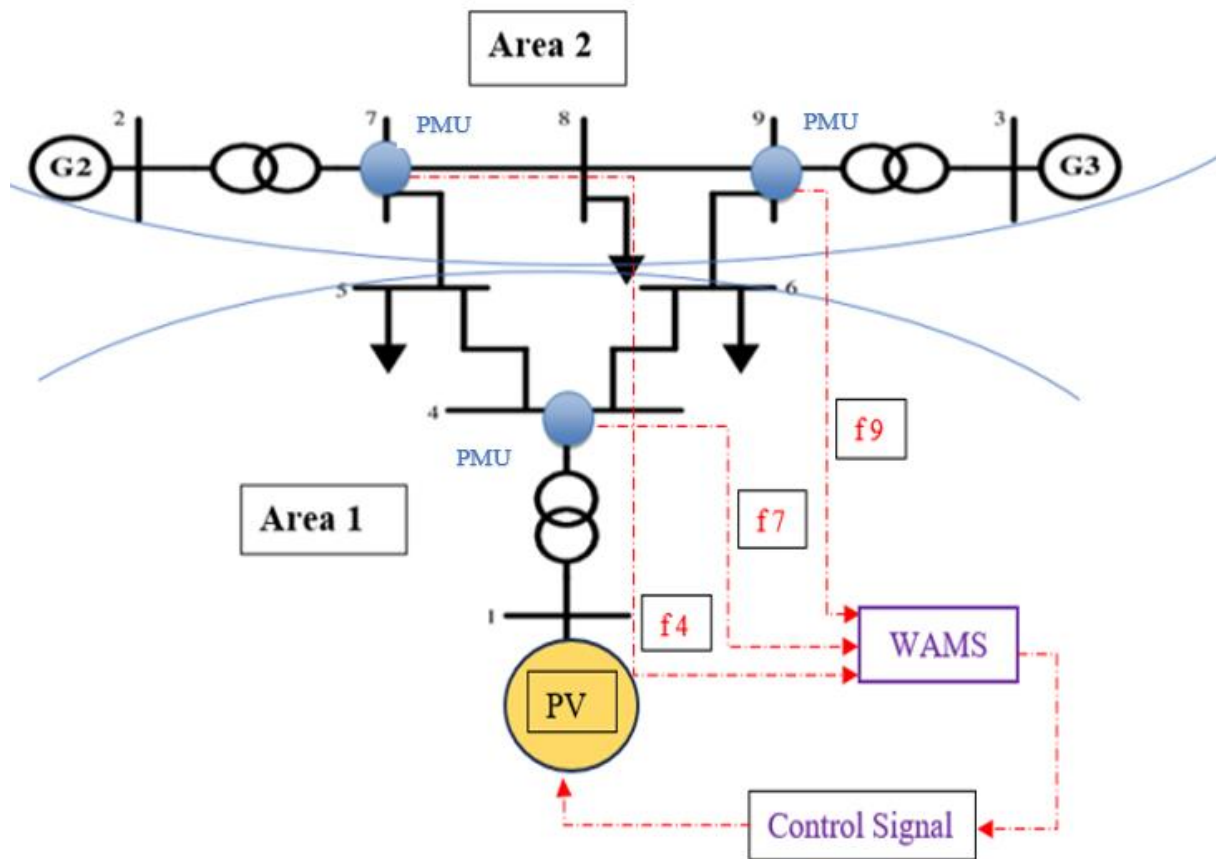 Area 2
2
7
PMU
8
9
PMU
3
G2
G3
5
6
4
PMU
f9
Area 1
f7
1
f4
WAMS
PV
Control Signal